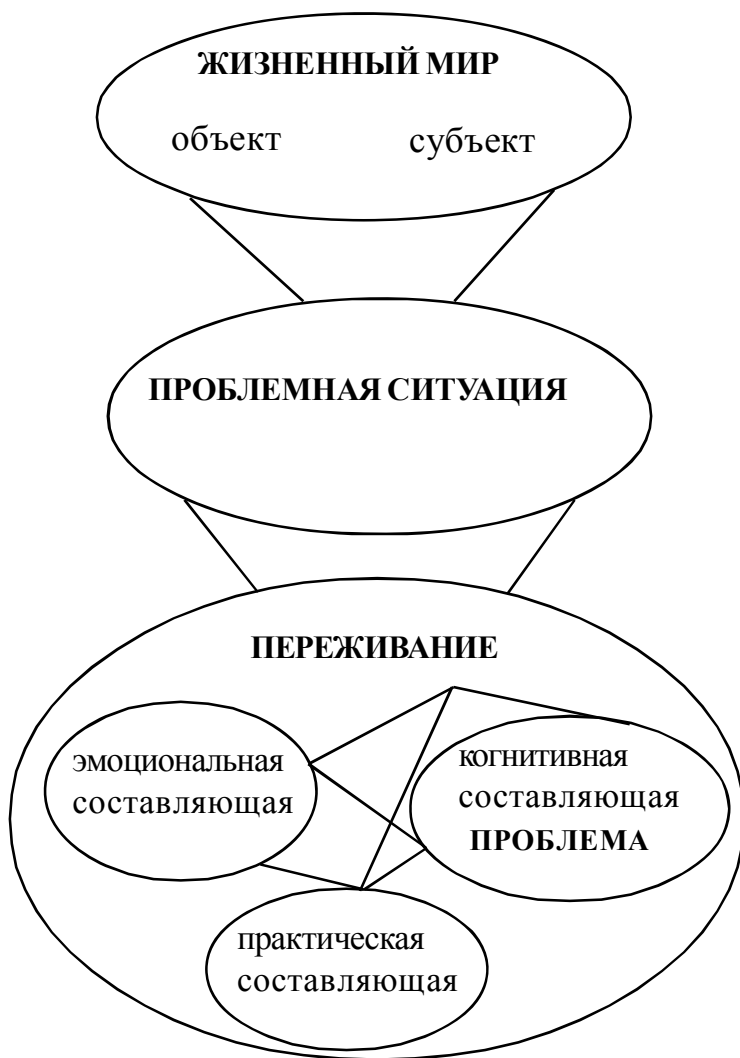 ЖИЗНЕННЫЙ МИР
объект субъект
ПРОБЛЕМНАЯ СИТУАЦИЯ
ПЕРЕЖИВАНИЕ
эмоциональная
составляющая
когнитивная
составляющая
ПРОБЛЕМА
практическая
составляющая